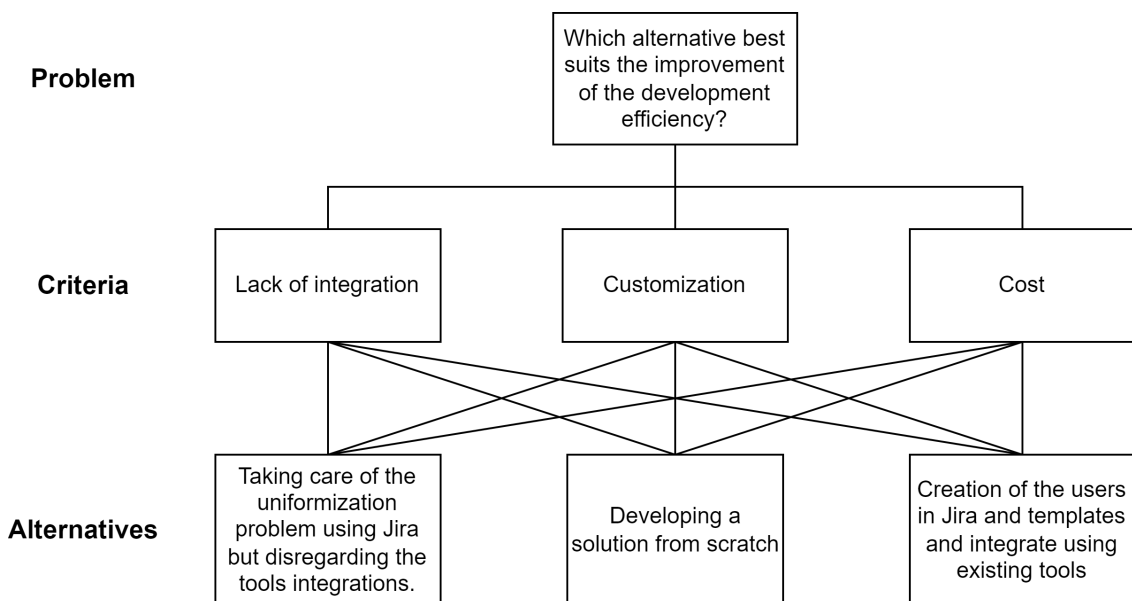 Problem
Which alternative best
suits the improvement
of the development
efficiency?
Criteria
Lack of integration
Customization
Cost
Alternatives
Taking care of the
uniformization
problem using Jira
but disregarding the
tools integrations.
Developing a
solution from scratch
Creation of the users
in Jira and templates
and integrate using
existing tools